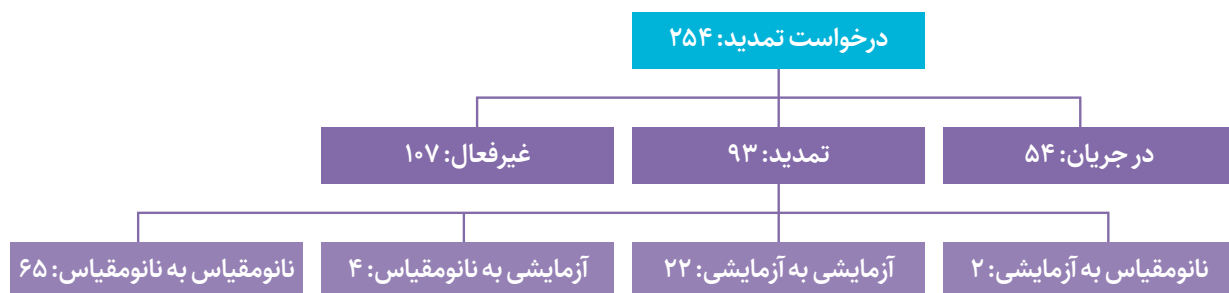 درخواست تمدید: ۲۵۴
در جریان: ۵۴
تمدید: ۹۳
غیرفعال: ۱۰۷
نانومقیاس به آزمایشی: ۲
آزمایشی به آزمایشی: ۲۲
آزمایشی به نانومقیاس: ۴
نانومقیاس به نانومقیاس: ۶۵